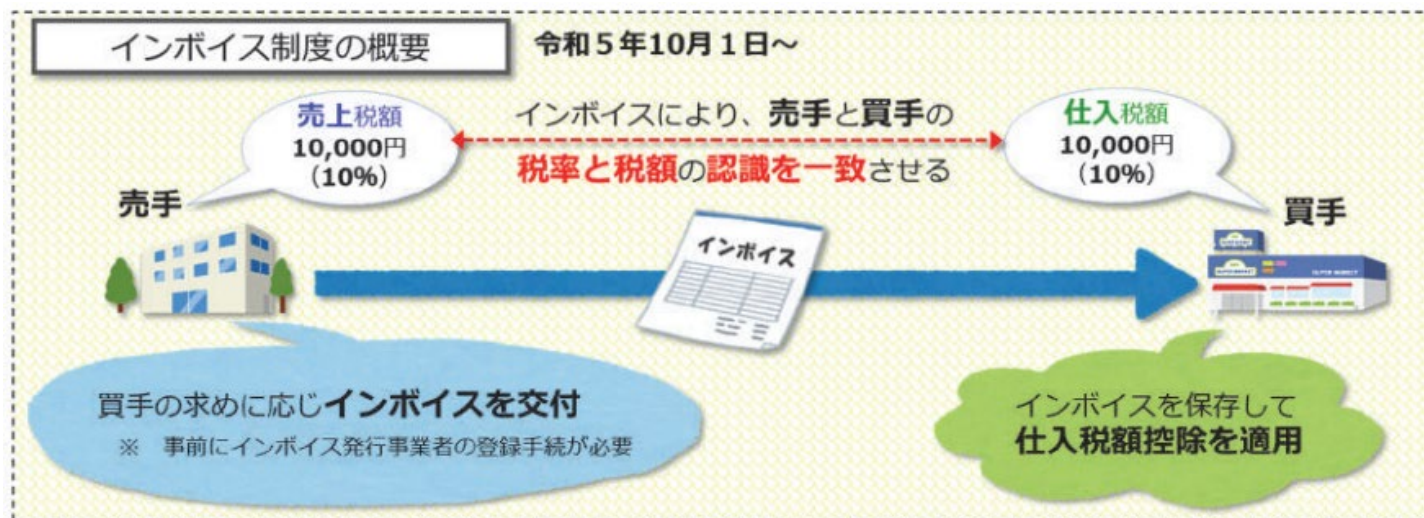 インボイス制度の概要
令和5年10月1日～
売上税額
10,000円
(10%)
インボイスにより、売手と買手の
税率と税額の認識を一致させる
仕入税額
10,000円
(10%)
売手
買手
インボイス
買手の求めに応じインボイスを交付
※ 事前にインボイス発行事業者の登録手続が必要
インボイスを保存して
仕入税額控除を適用